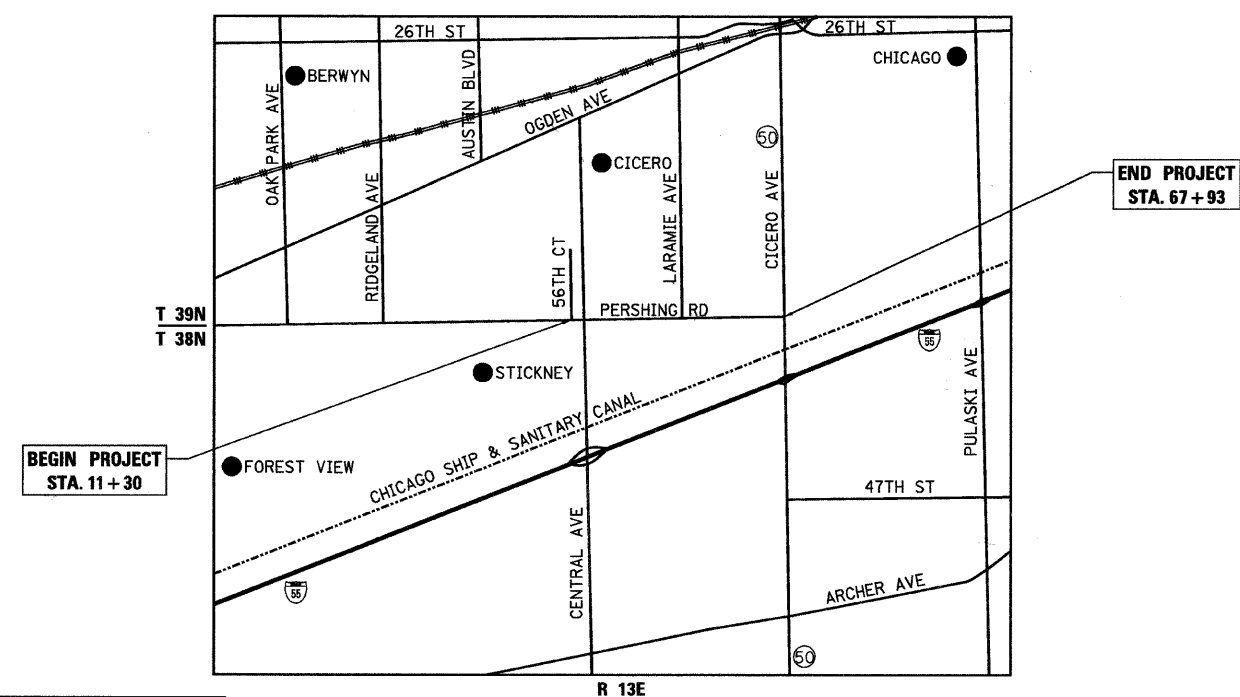 26TH ST
26TH ST
BERWYN
CHICAGO
OAK PARK AVE
AUSTIN BLVD
OGDEN AVE
50
CICERO
RIDGELAND AVE
LARAMIE AVE
CICERO AVE
END PROJECT
STA. 67+93
56TH CT
PERSHING RD
T 39N
T 38N
55
STICKNEY
PULASKI AVE
CHICAGO SHIP & SANITARY CANAL
BEGIN PROJECT
STA. 11+30
FOREST VIEW
47TH ST
CENTRAL AVE
55
ARCHER AVE
50
R 13E